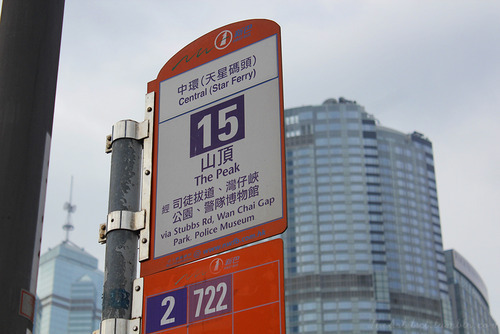 中環(天星碼頭)
Central (Star Ferry)
15
山頂
The Peak
經 司徒拔道、灣仔峽
公園、警隊博物館
via Stubbs Rd, Wan Chai Gap
Park, Police Museum
2 722